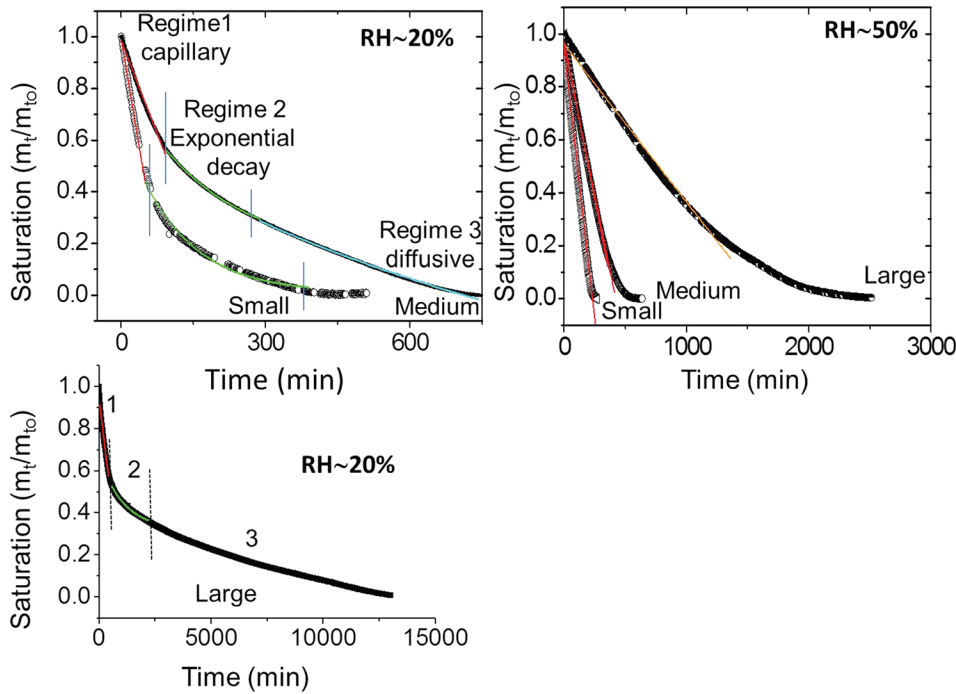 Regime1
capillary
RH~20%
Regime 2
Exponential
decay
Regime 3
diffusive
Small
Medium
1.0
0.8
0.6
0.4
0.2
0.0
0
300
600
Saturation (mt/mto)
Time (min)
RH~50%
Large
Medium
Small
1.0
0.8
0.6
0.4
0.2
0.0
0
1000
2000
3000
Saturation (mt/mto)
Time (min)
1
2
3
RH~20%
Large
1.0
0.8
0.6
0.4
0.2
0.0
0
5000
10000
15000
Saturation (mt/mto)
Time (min)